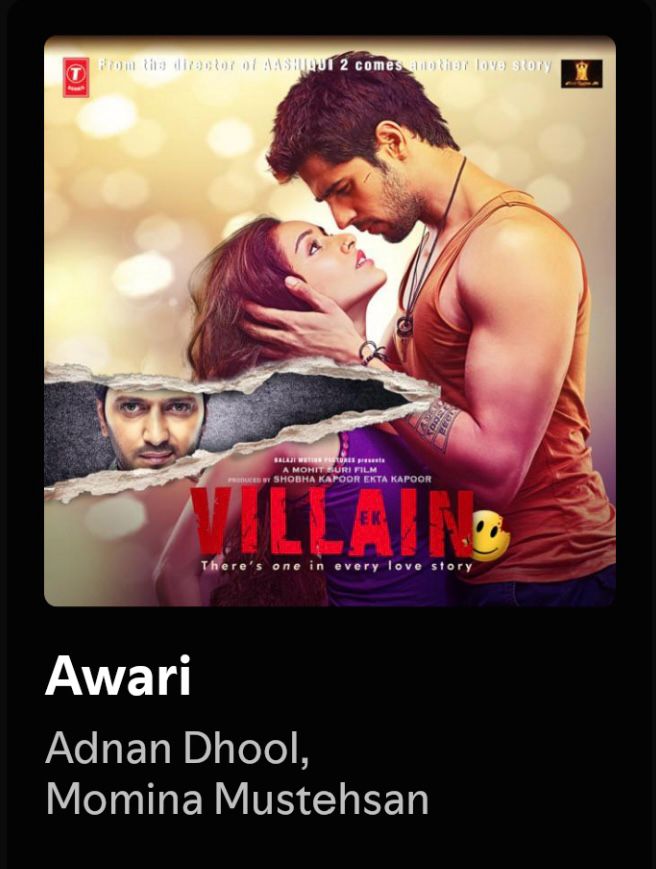 T
SERIES
From the director of AASHIQUI 2 comes another love story
BALAJI MOTION PICTURES presents
A MOHIT SURI FILM
PRODUCED BY SHOBHA KAPOOR EKTA KAPOOR
EK
VILLAIN
There's one in every love story
Awari
Adnan Dhool,
Momina Mustehsan